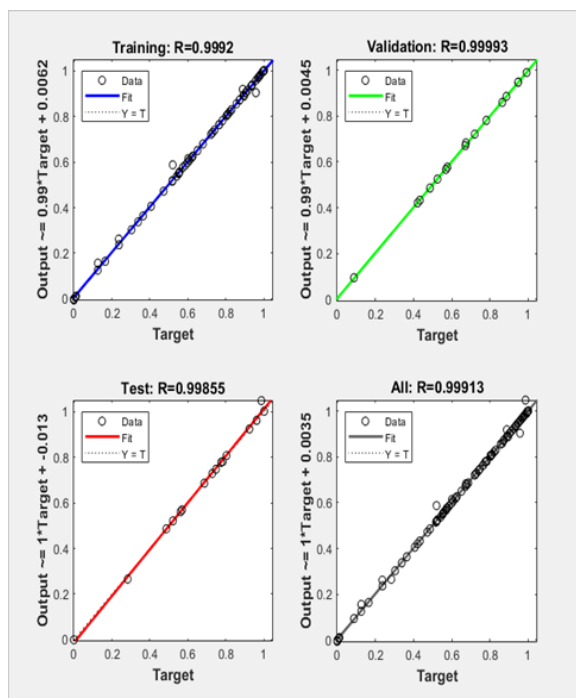 Training: R=0.9992
Output ~= 0.99*Target + 0.0062
1
0.8
0.6
0.4
0.2
0
Data
Fit
Y = T
0 0.2 0.4 0.6 0.8 1
Target
Validation: R=0.99993
Output ~= 0.99*Target + 0.0045
1
0.8
0.6
0.4
0.2
0
Data
Fit
Y = T
0 0.2 0.4 0.6 0.8 1
Target
Test: R=0.99855
Output ~= 1*Target + -0.013
1
0.8
0.6
0.4
0.2
0
Data
Fit
Y = T
0 0.2 0.4 0.6 0.8 1
Target
All: R=0.99913
Output ~= 1*Target + 0.0035
1
0.8
0.6
0.4
0.2
0
Data
Fit
Y = T
0 0.2 0.4 0.6 0.8 1
Target